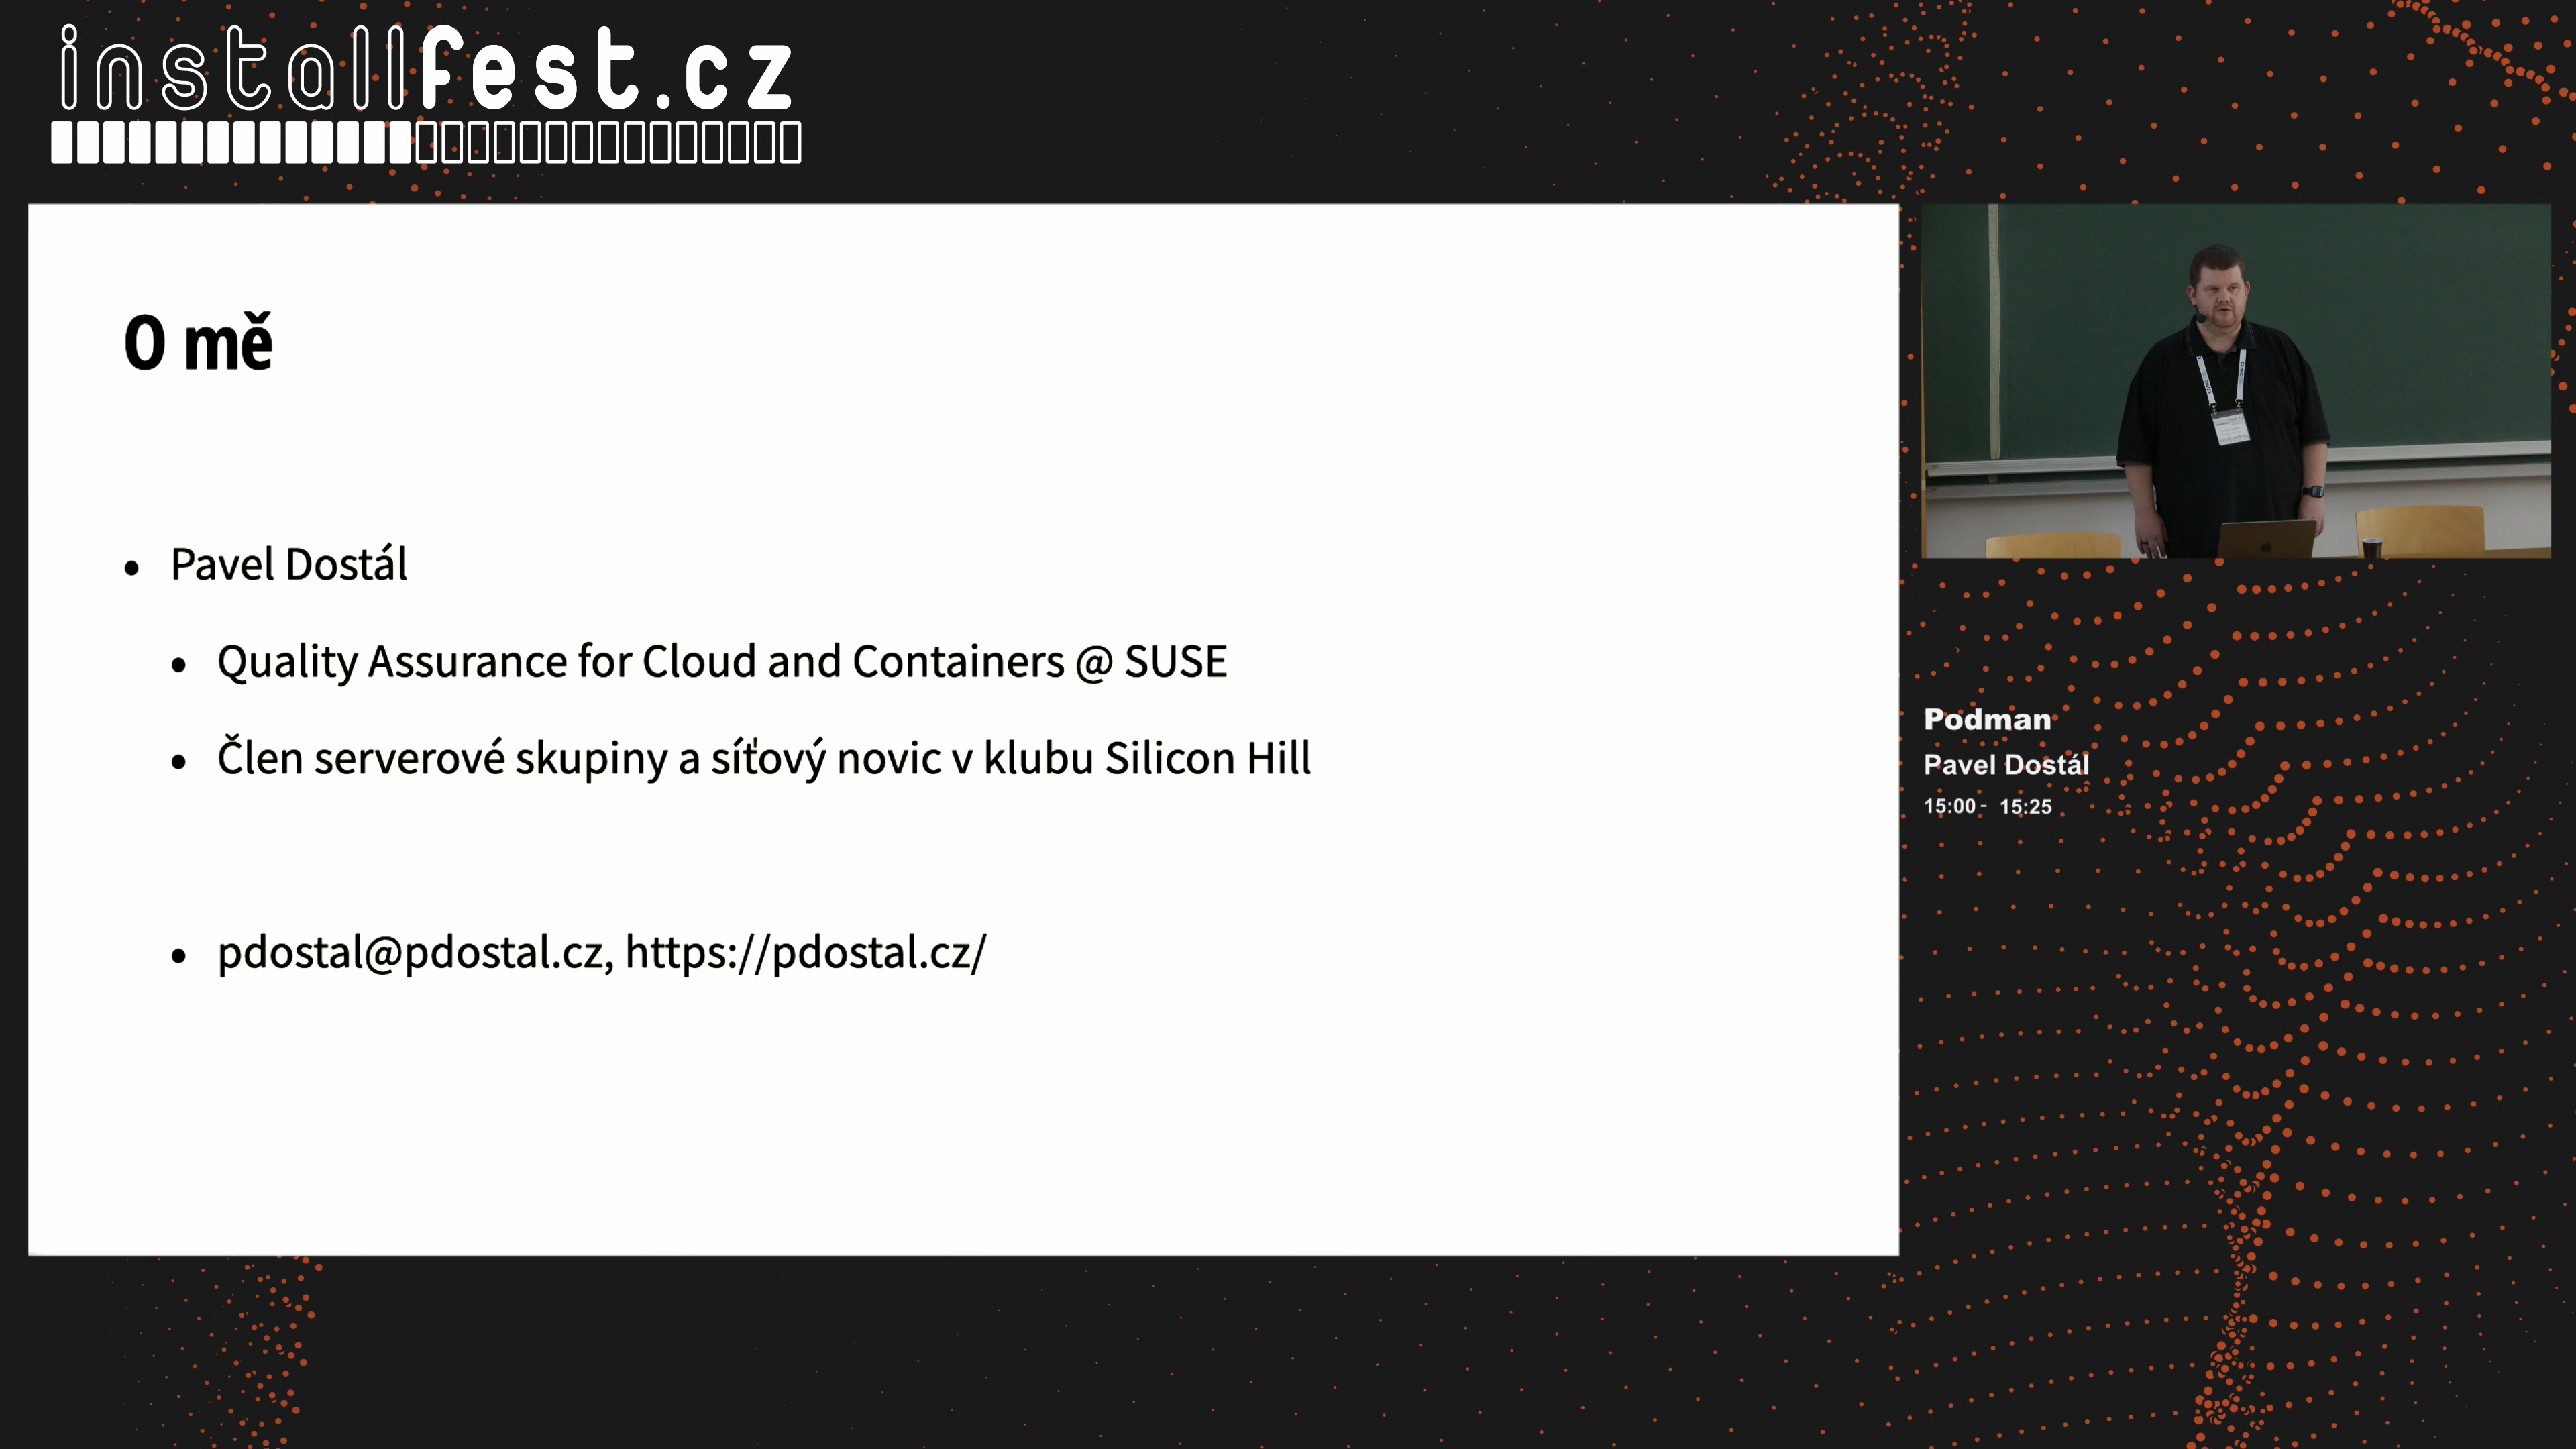 installfest.cz
O mě
Pavel Dostál
Quality Assurance for Cloud and Containers @ SUSE
Člen serverové skupiny a síťový novic v klubu Silicon Hill
pdostal@pdostal.cz, https://pdostal.cz/
Podman
Pavel Dostál
15:00 - 15:25